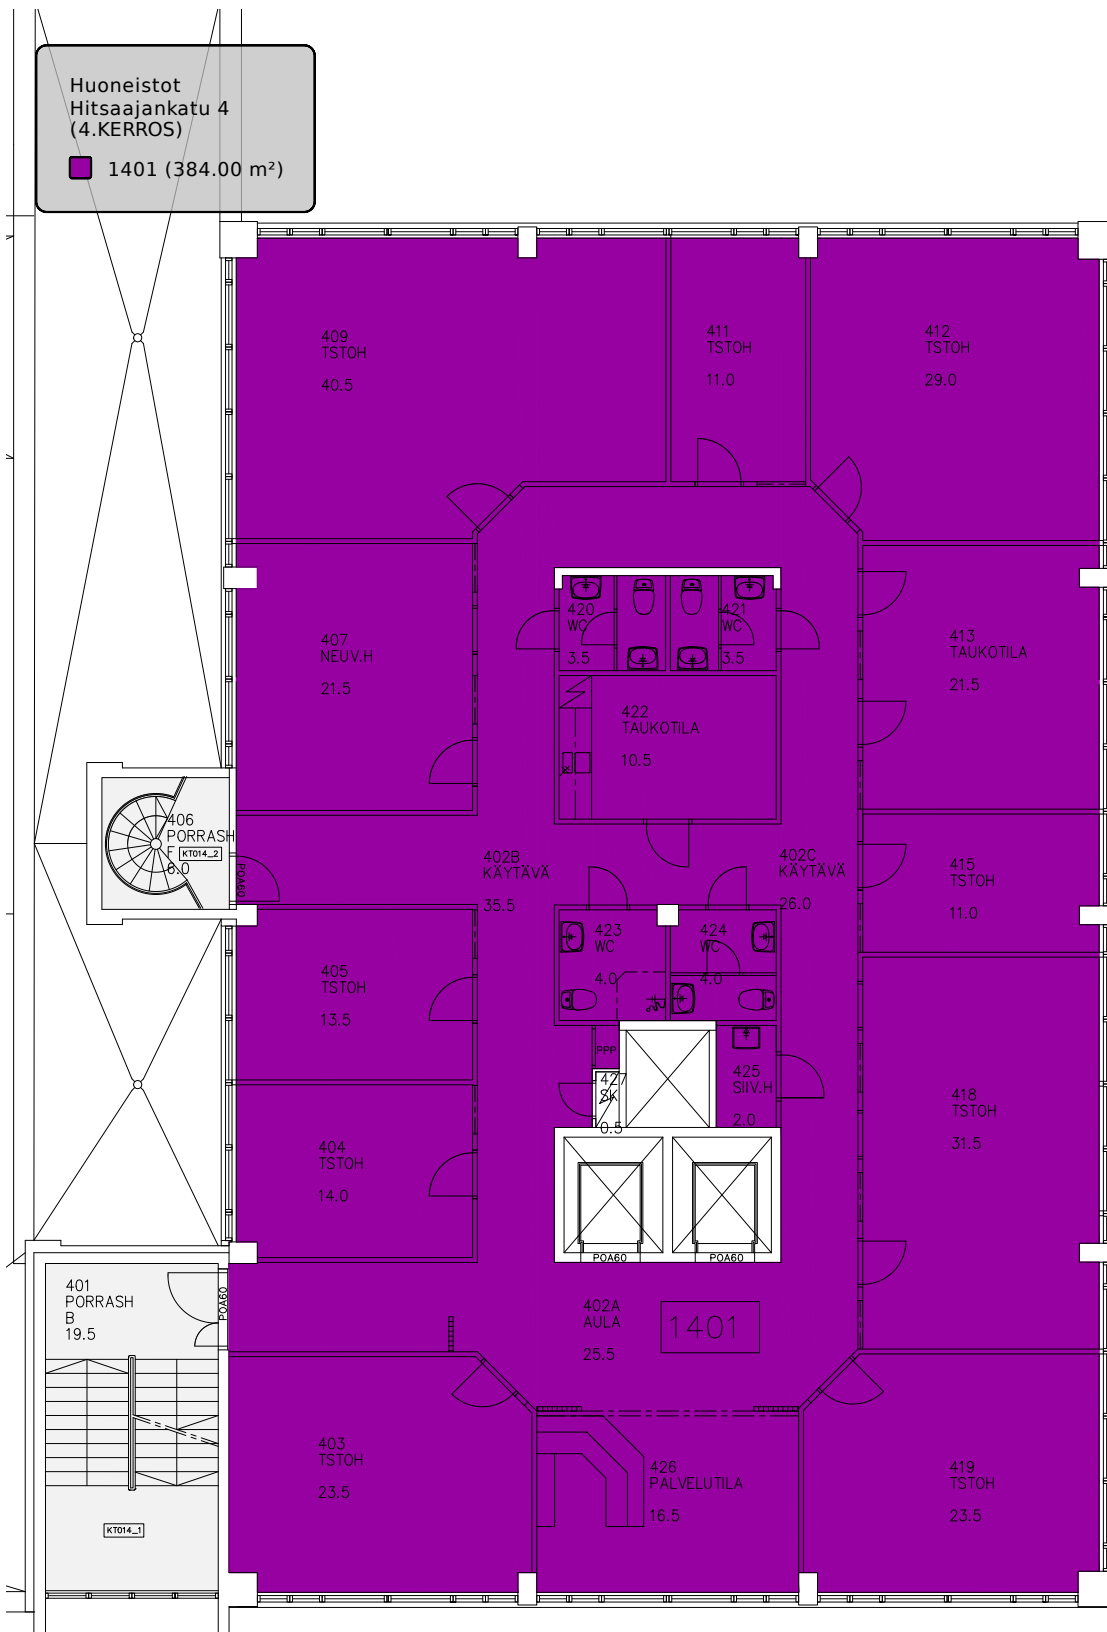 Huoneistot
Hitsaajankatu 4
(4.KERROS)
1401 (384.00 m²)
409
TSTOH
40.5
411
TSTOH
11.0
412
TSTOH
29.0
407
NEUV.H
21.5
420
WC
3.5
421
WC
3.5
413
TAUKOTILA
21.5
422
TAUKOTILA
10.5
406
PORRASH
F
6.0
KT014_2
POA60
402B
KÄYTÄVÄ
35.5
402C
KÄYTÄVÄ
26.0
415
TSTOH
11.0
423
WC
4.0
424
WC
4.0
405
TSTOH
13.5
PPP
427
SK
0.5
425
SIIV.H
2.0
418
TSTOH
31.5
404
TSTOH
14.0
POA60
POA60
401
PORRASH
B
19.5
POA60
402A
AULA
25.5
1401
403
TSTOH
23.5
426
PALVELUTILA
16.5
419
TSTOH
23.5
KT014_1